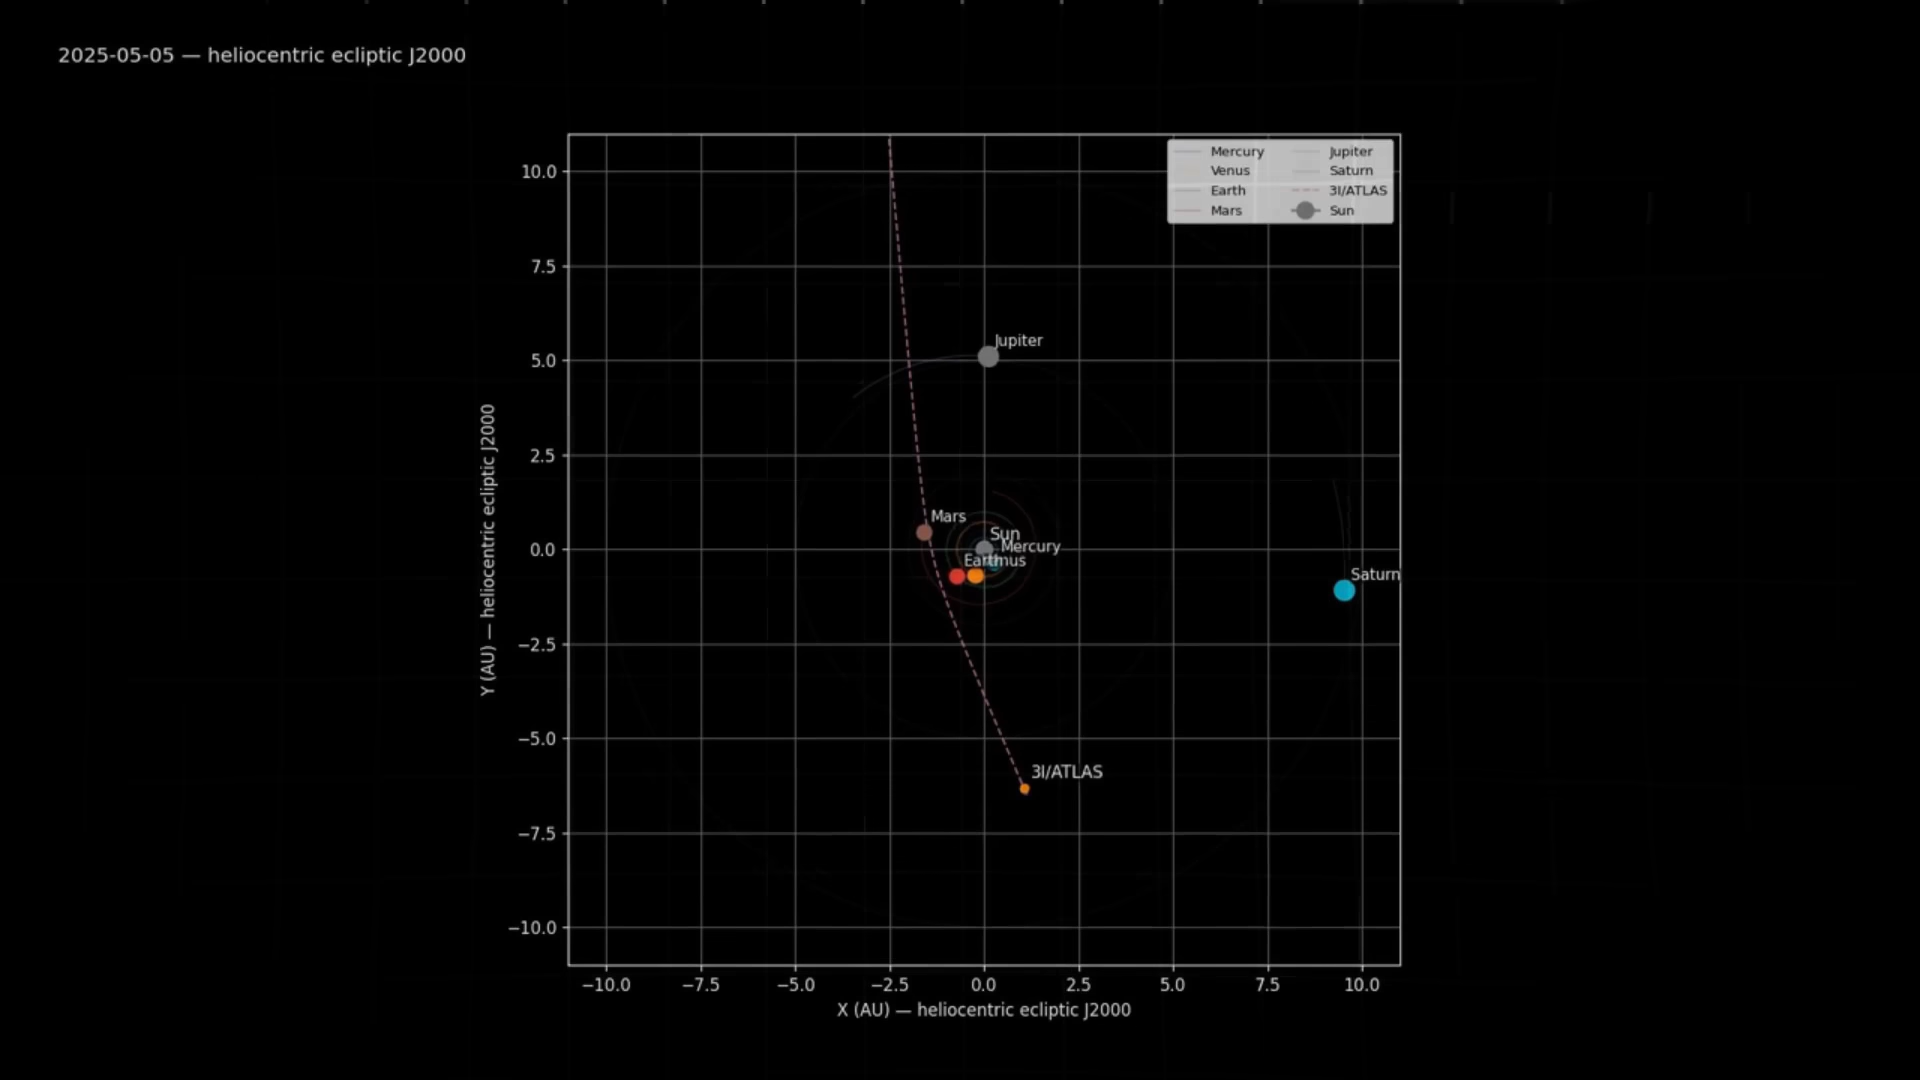 2025-05-05 — heliocentric ecliptic J2000
Mercury
Venus
Earth
Mars
Jupiter
Saturn
3I/ATLAS
Sun
10.0
7.5
5.0
2.5
0.0
−2.5
−5.0
−7.5
−10.0
Y (AU) — heliocentric ecliptic J2000
Jupiter
Mars
Sun
Mercury
Earth
Saturn
3I/ATLAS
−10.0
−7.5
−5.0
−2.5
0.0
2.5
5.0
7.5
10.0
X (AU) — heliocentric ecliptic J2000